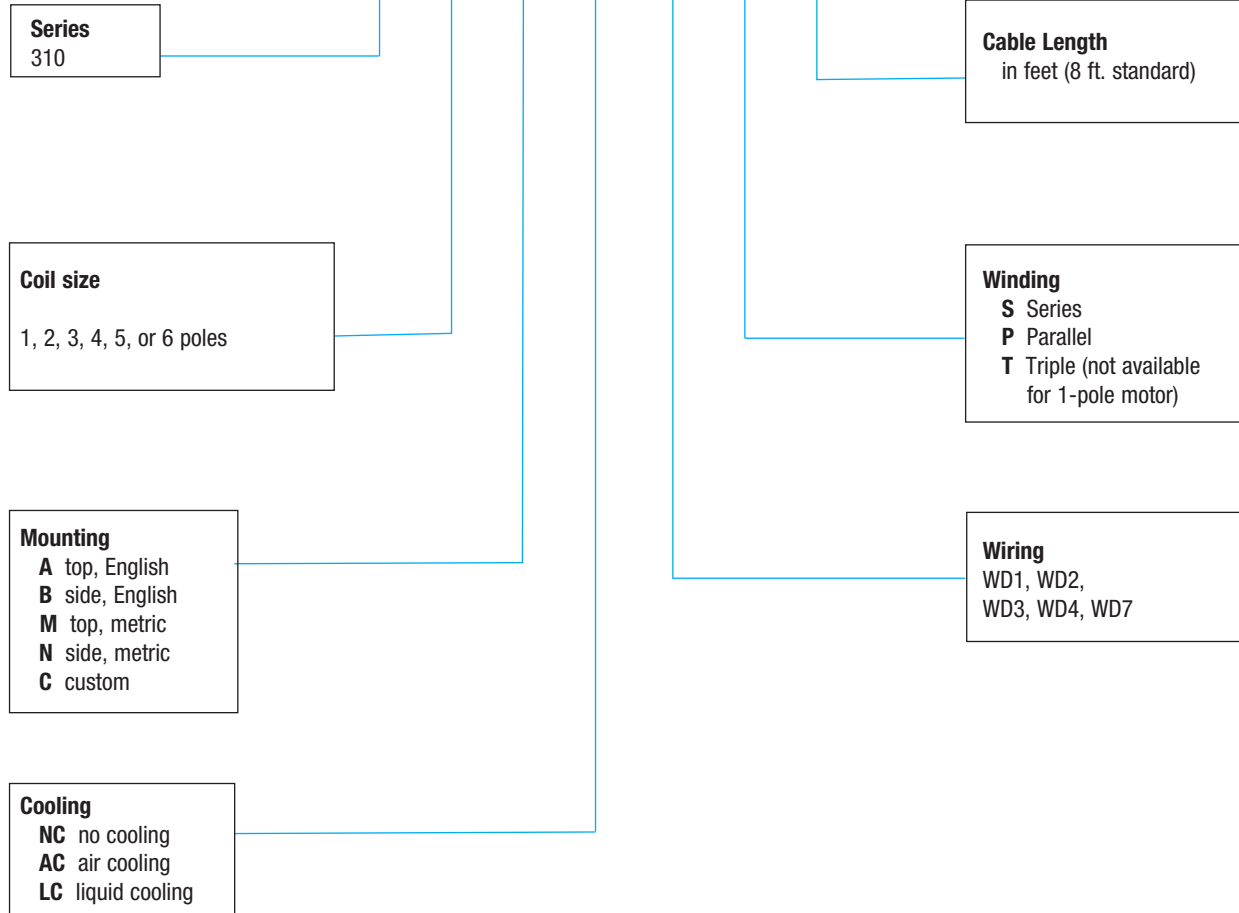 Series
310
Cable Length
in feet (8 ft. standard)
Coil size
1, 2, 3, 4, 5, or 6 poles
Winding
S Series
P Parallel
T Triple (not available
for 1-pole motor)
Mounting
A top, English
B side, English
M top, metric
N side, metric
C custom
Wiring
WD1, WD2,
WD3, WD4, WD7
Cooling
NC no cooling
AC air cooling
LC liquid cooling